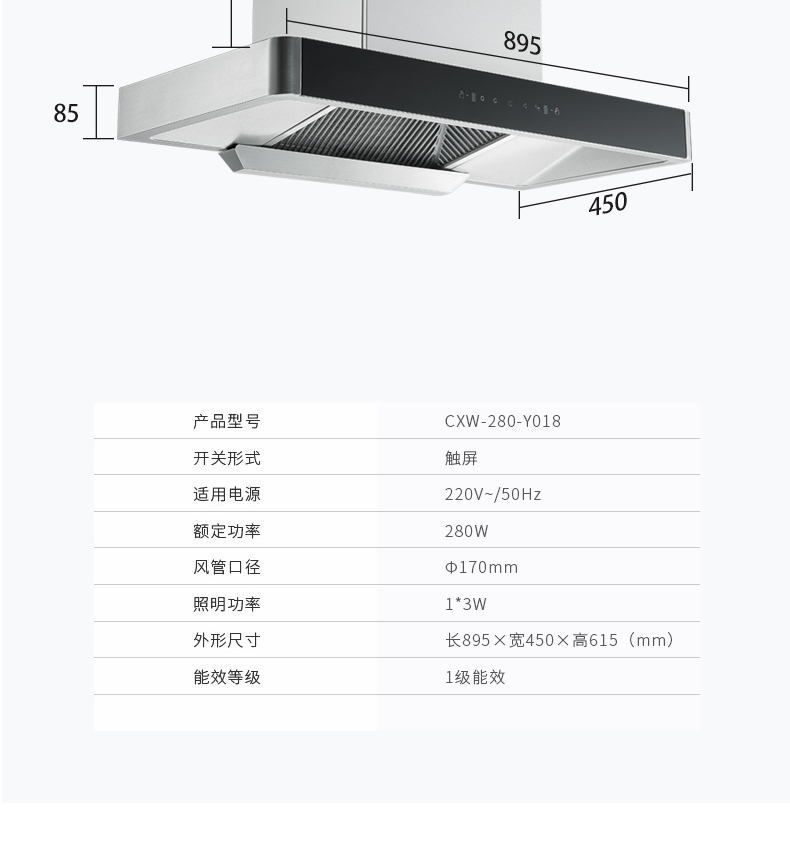 895
85
450
产品型号 CXW-280-Y018
开关形式 触屏
适用电源 220V~/50Hz
额定功率 280W
风管口径 Φ170mm
照明功率 1*3W
外形尺寸 长895×宽450×高615（mm）
能效等级 1级能效